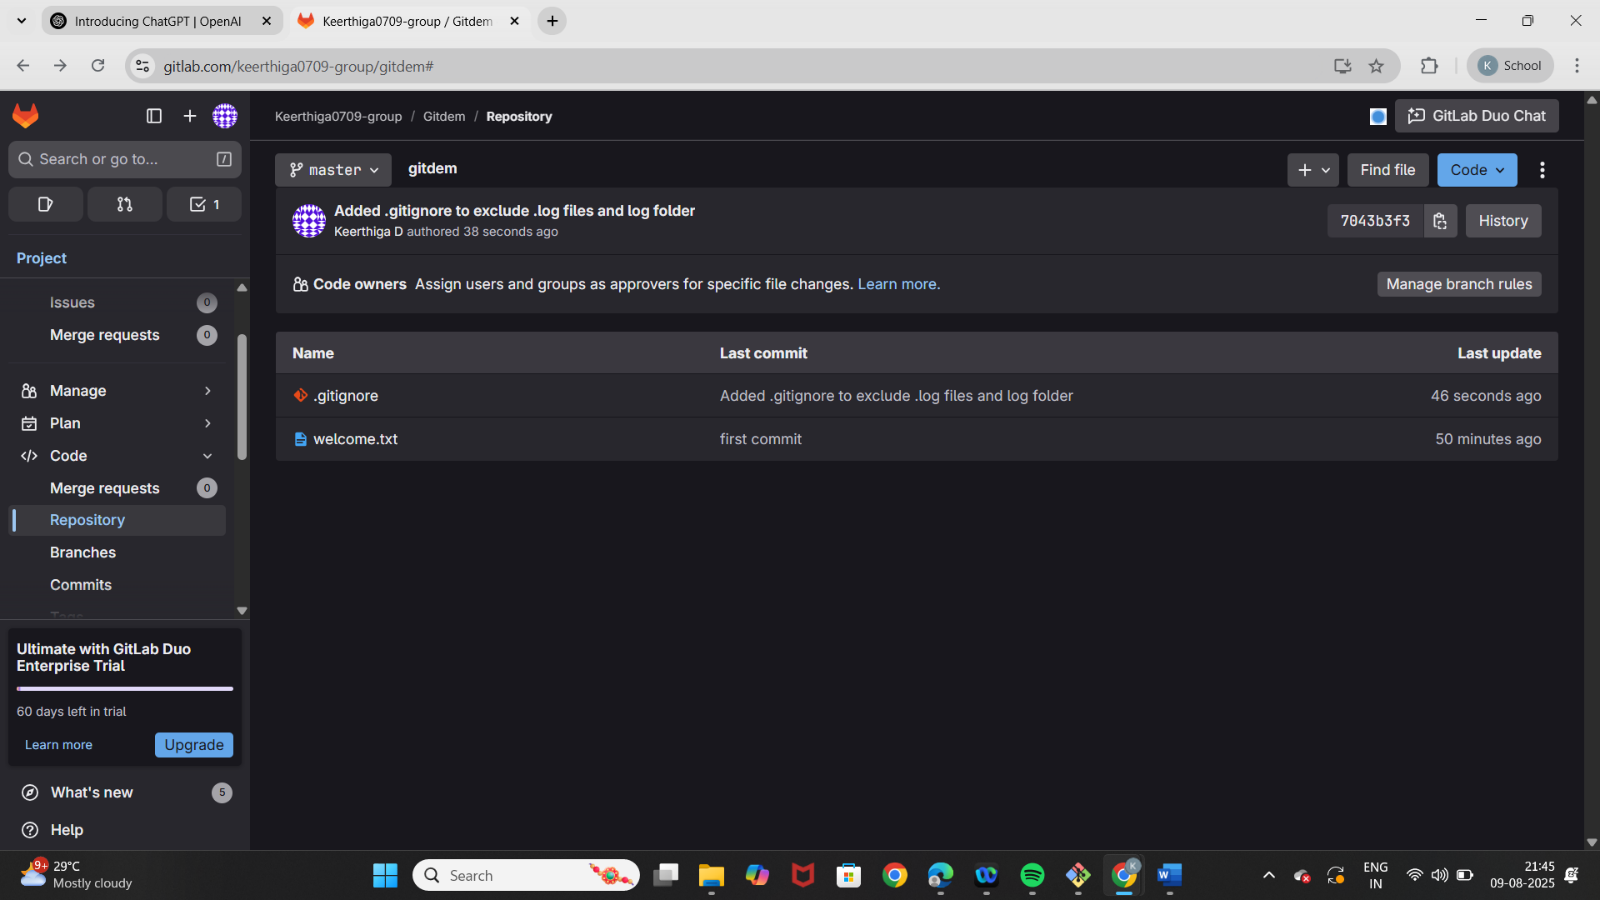 Introducing ChatGPT | OpenAI
Keerthiga0709-group / Gitdem
gitlab.com/keerthiga0709-group/gitdem#
K School
Search or go to... /
1
Project
Issues 0
Merge requests 0
Manage
Plan
Code
Merge requests 0
Repository
Branches
Commits
Tags
Ultimate with GitLab Duo
Enterprise Trial
60 days left in trial
Learn more Upgrade
What's new 5
Help
Keerthiga0709-group / Gitdem / Repository
GitLab Duo Chat
master gitdem
Find file Code
Added .gitignore to exclude .log files and log folder
Keerthiga D authored 38 seconds ago
7043b3f3 History
Code owners Assign users and groups as approvers for specific file changes. Learn more.
Manage branch rules
Name Last commit Last update
.gitignore Added .gitignore to exclude .log files and log folder 46 seconds ago
welcome.txt first commit 50 minutes ago
9+ 29°C
Mostly cloudy
Search
K
ENG
IN
21:45
09-08-2025